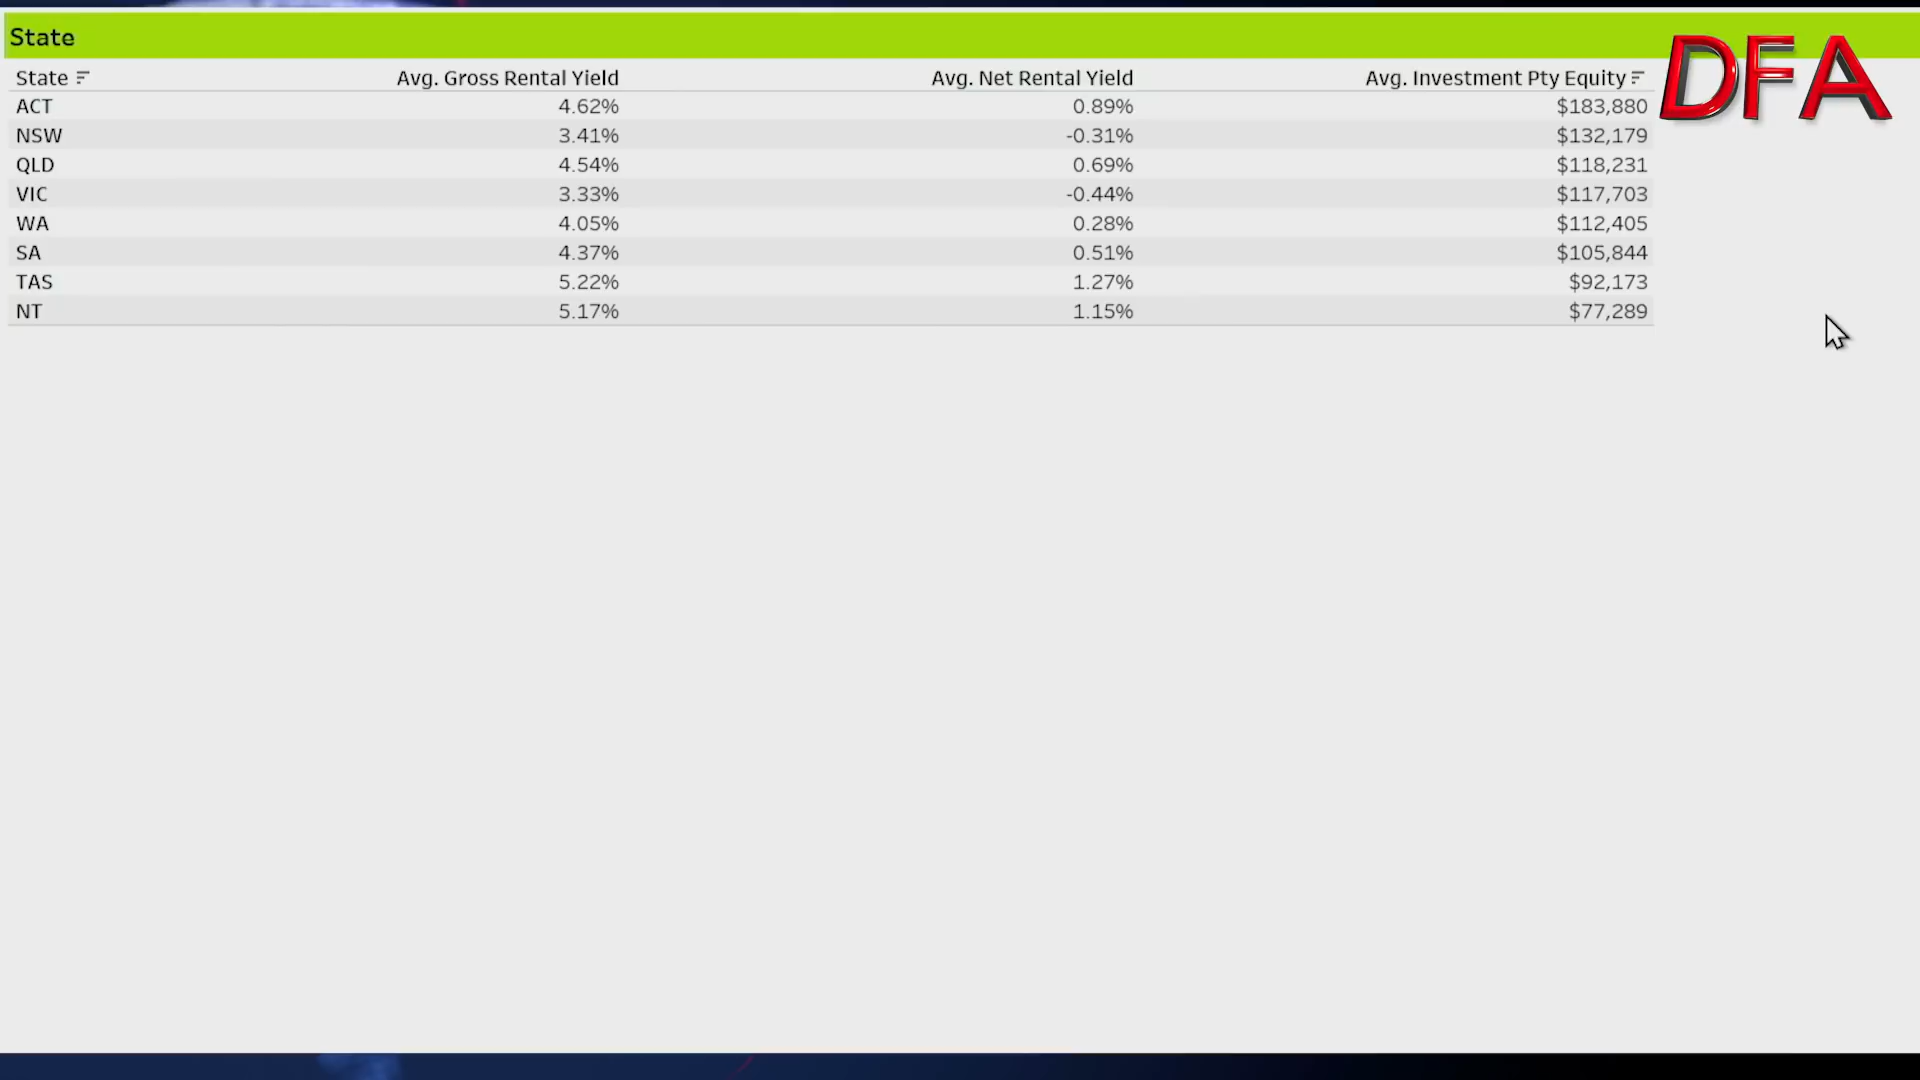 State
DFA
State Avg. Gross Rental Yield Avg. Net Rental Yield Avg. Investment Pty Equity
ACT 4.62% 0.89% $183,880
NSW 3.41% -0.31% $132,179
QLD 4.54% 0.69% $118,231
VIC 3.33% -0.44% $117,703
WA 4.05% 0.28% $112,405
SA 4.37% 0.51% $105,844
TAS 5.22% 1.27% $92,173
NT 5.17% 1.15% $77,289